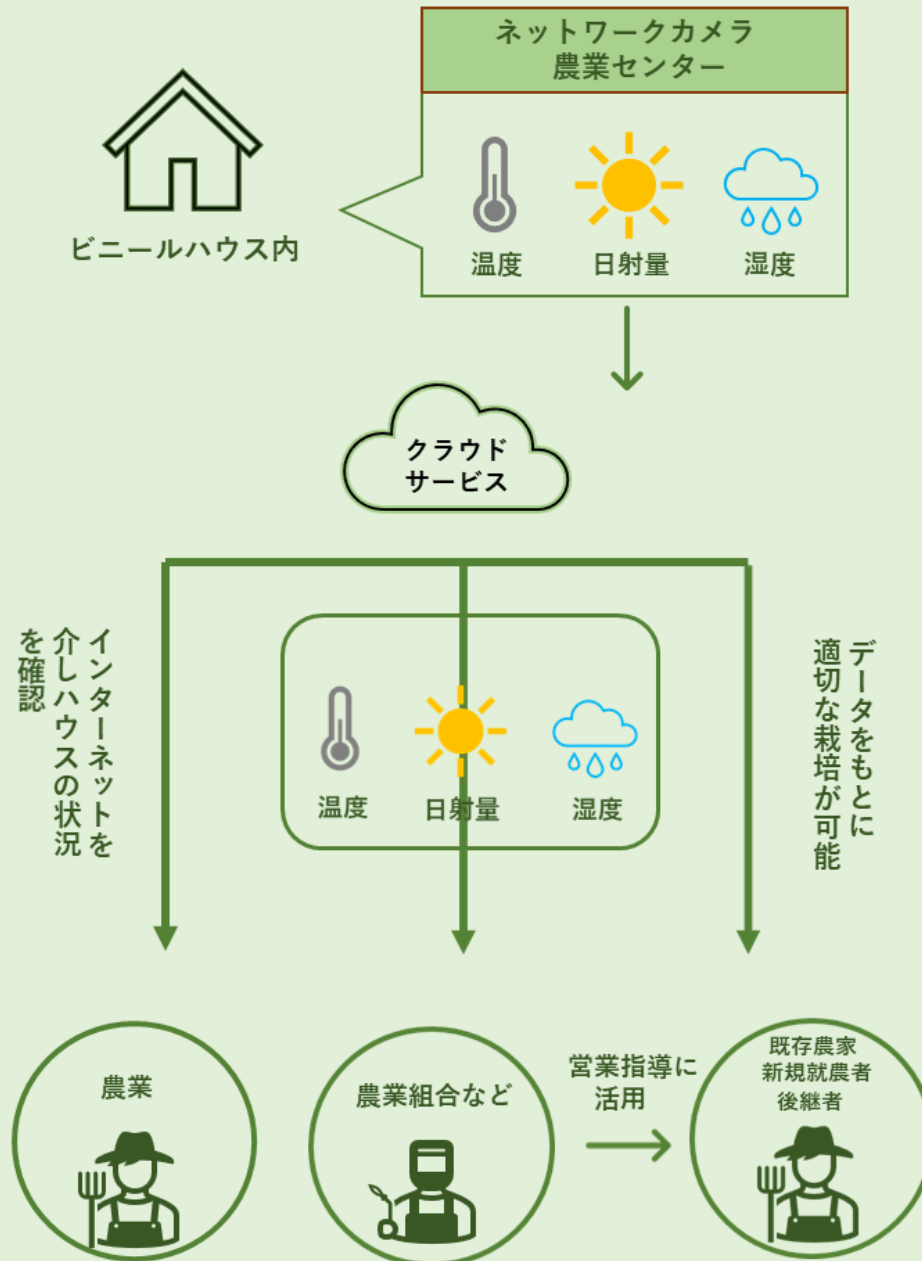 ネットワークカメラ
農業センター
ビニールハウス内
温度
日射量
湿度
クラウド
サービス
インターネットを
介しハウスの状況
を確認
温度
日射量
湿度
データをもとに
適切な栽培が可能
農業
農業組合など
営業指導に
活用
既存農家
新規就農者
後継者